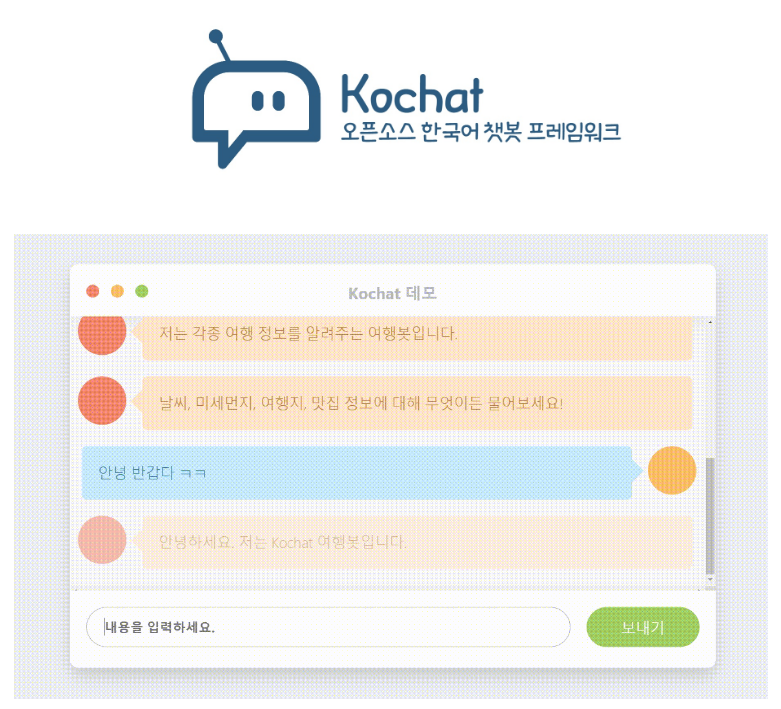 Kochat
오픈소스 한국어 챗봇 프레임워크
Kochat 데모
저는 각종 여행 정보를 알려주는 여행봇입니다.
날씨, 미세먼지, 여행지, 맛집 정보에 대해 무엇이든 물어보세요!
안녕 반갑다 ㅋㅋ
안녕하세요. 저는 Kochat 여행봇입니다.
내용을 입력하세요.
보내기